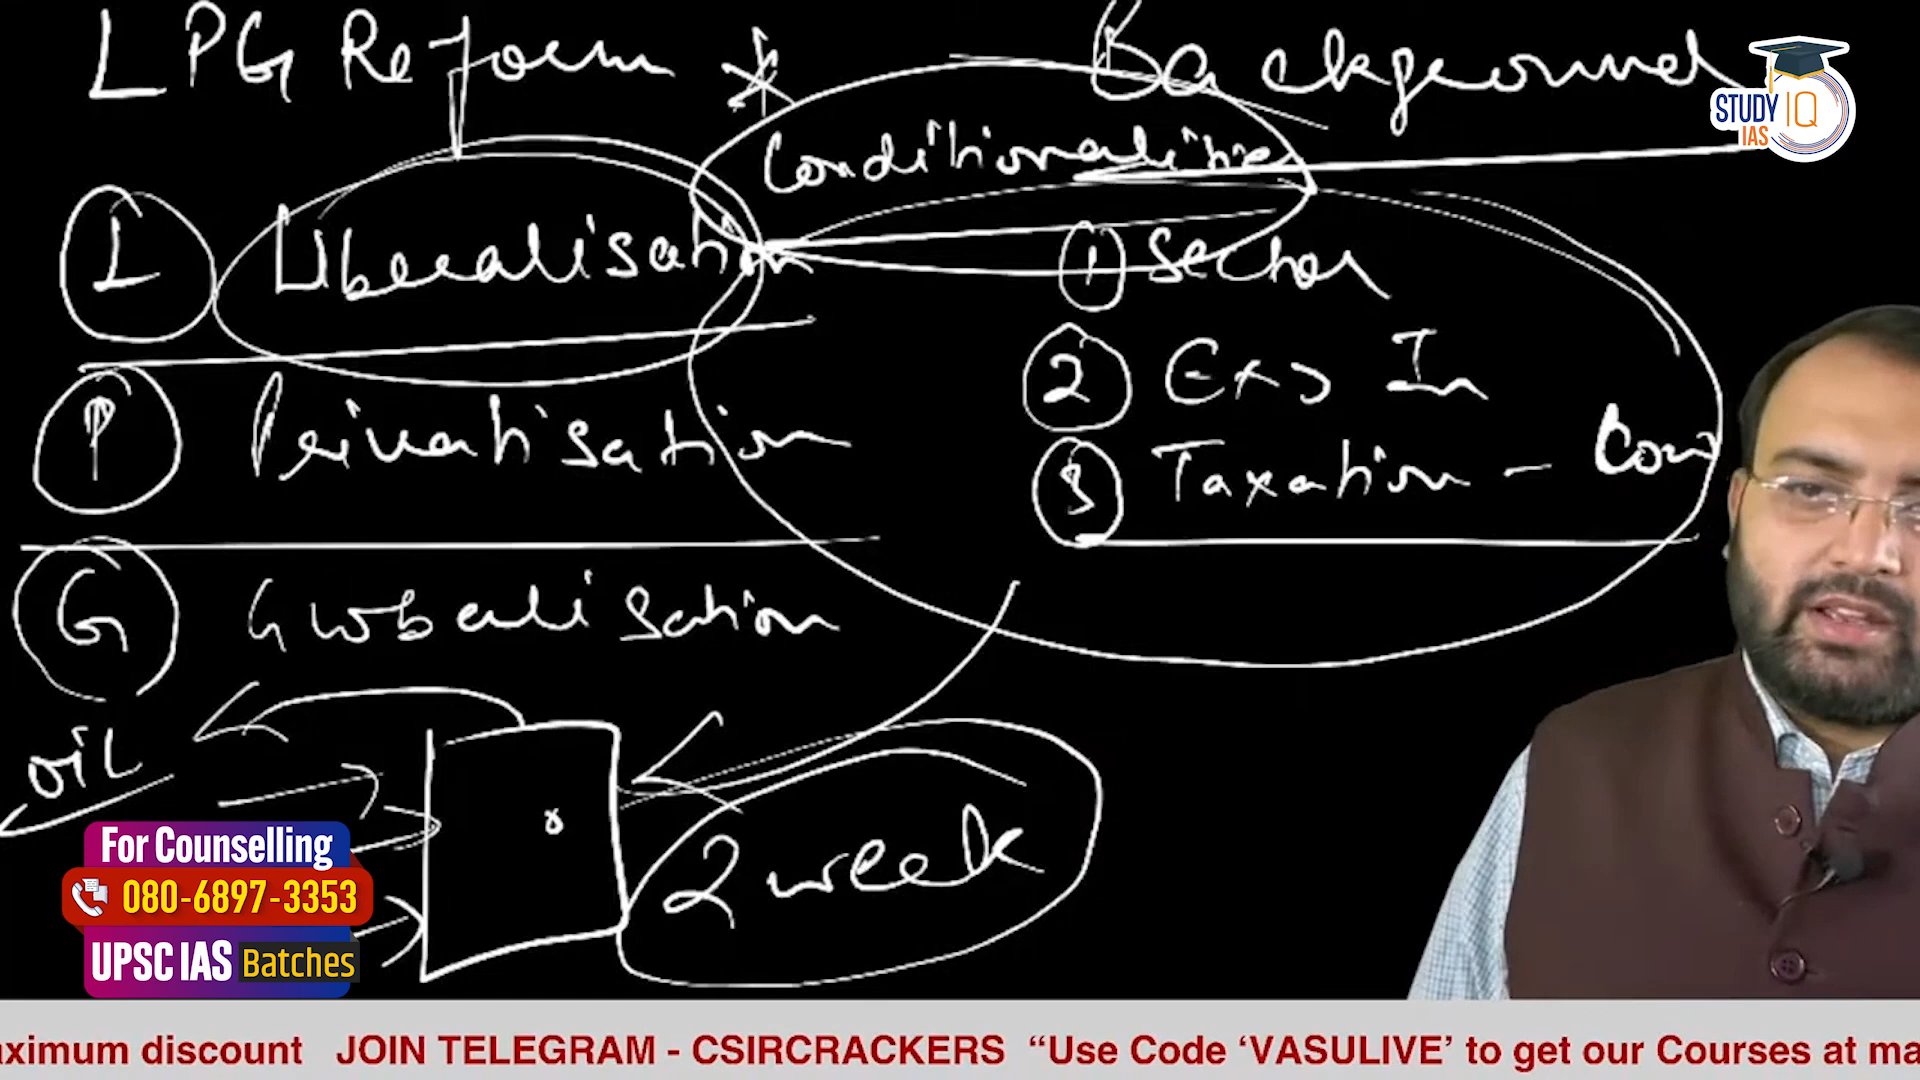 LPG Reform
Background
STUDY IQ
IAS
Conditionalities
L Liberalisation
1 Sector
2 Ex In
P Privatisation
3 Taxation - Cow
G Globalisation
oil
2 week
For Counselling
080-6897-3353
UPSC IAS Batches
aximum discount JOIN TELEGRAM - CSIRCRACKERS “Use Code ‘VASULIVE’ to get our Courses at ma